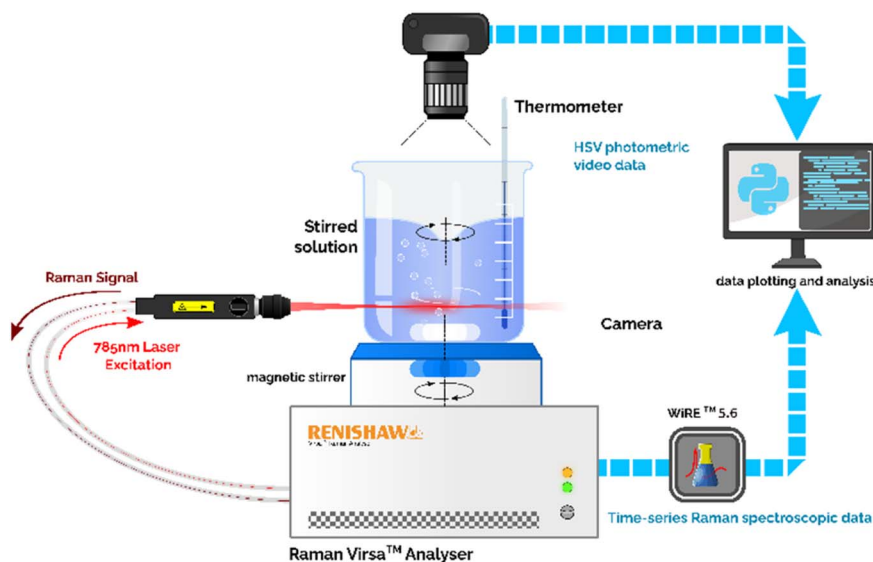 Thermometer
HSV photometric
video data
Stirred
solution
data plotting and analysis
Raman Signal
785nm Laser
Excitation
Camera
magnetic stirrer
WiRE™ 5.6
RENISHAW
Time-series Raman spectroscopic data
Raman Virsa™ Analyser